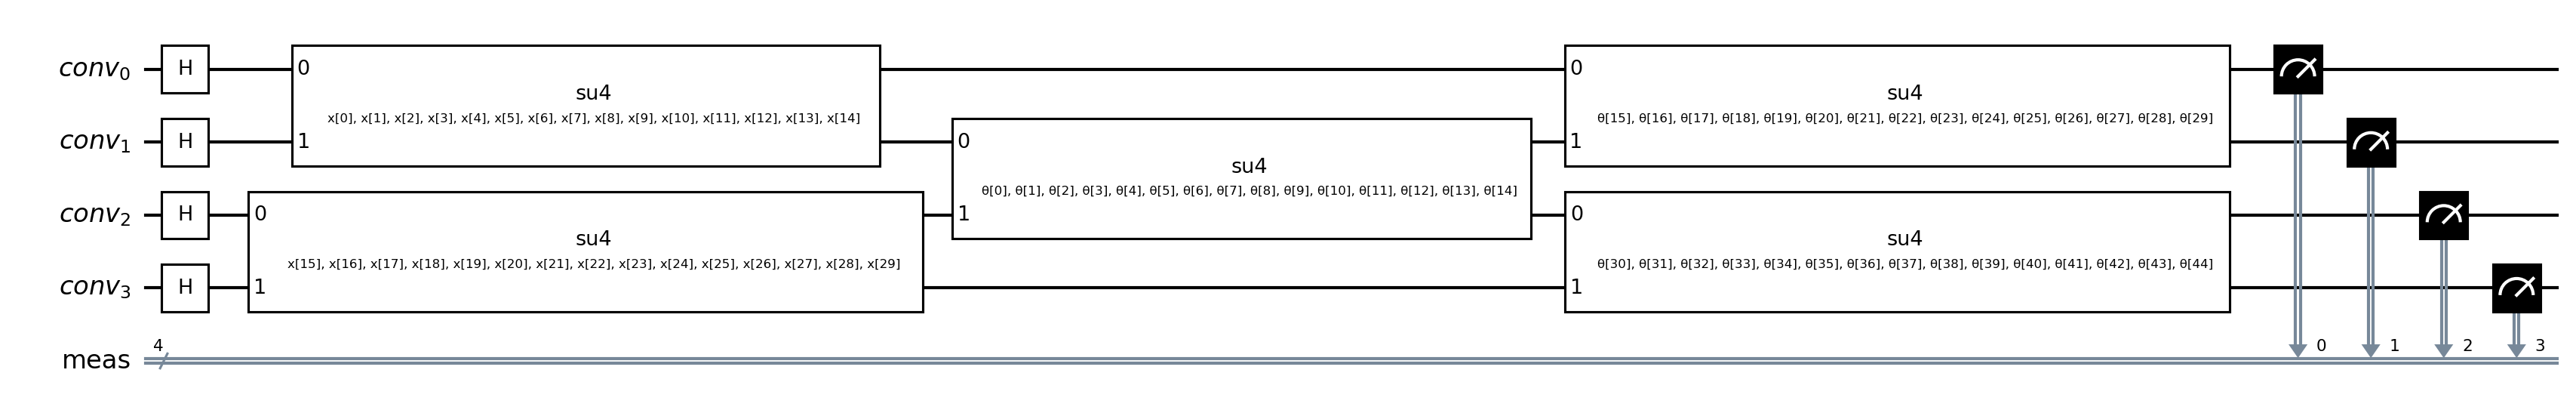 conv0 H 0 su4 0 su4
x[0], x[1], x[2], x[3], x[4], x[5], x[6], x[7], x[8], x[9], x[10], x[11], x[12], x[13], x[14] θ[15], θ[16], θ[17], θ[18], θ[19], θ[20], θ[21], θ[22], θ[23], θ[24], θ[25], θ[26], θ[27], θ[28], θ[29]
conv1 H 1 0 1
su4
θ[0], θ[1], θ[2], θ[3], θ[4], θ[5], θ[6], θ[7], θ[8], θ[9], θ[10], θ[11], θ[12], θ[13], θ[14]
conv2 H 0 1 0
su4 su4
x[15], x[16], x[17], x[18], x[19], x[20], x[21], x[22], x[23], x[24], x[25], x[26], x[27], x[28], x[29] θ[30], θ[31], θ[32], θ[33], θ[34], θ[35], θ[36], θ[37], θ[38], θ[39], θ[40], θ[41], θ[42], θ[43], θ[44]
conv3 H 1 1
meas 4 0 1 2 3